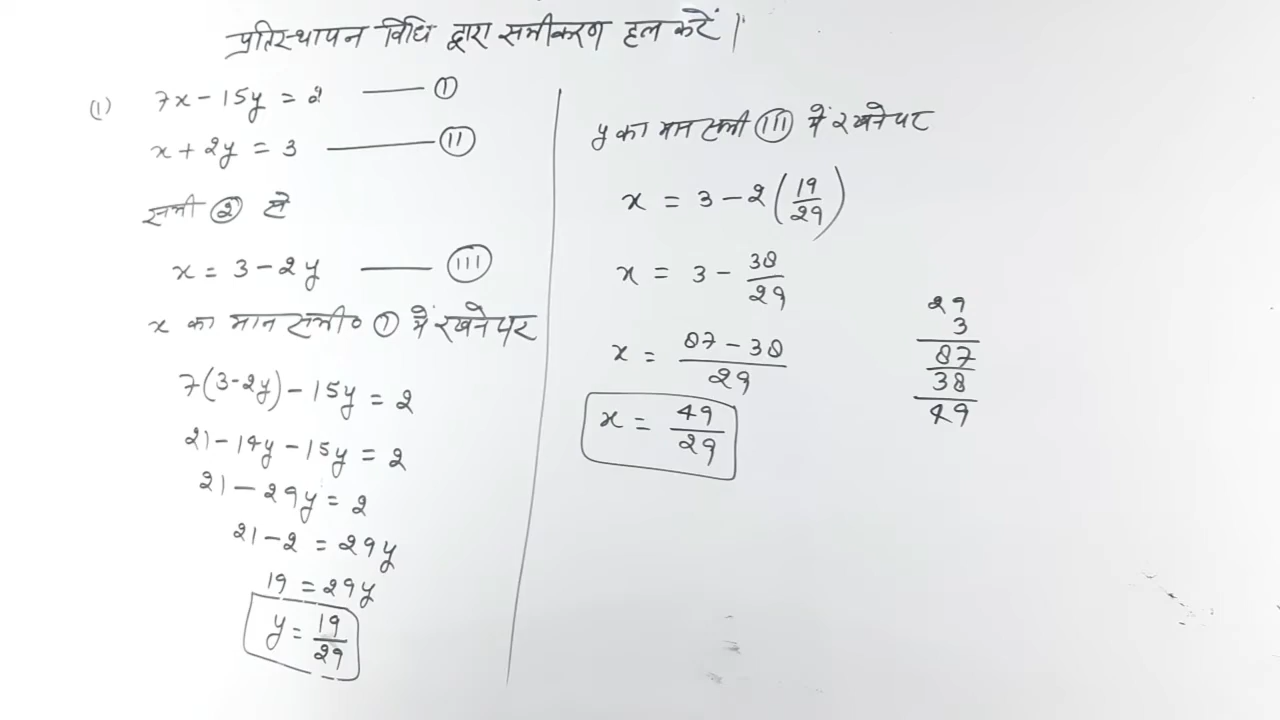 प्रतिस्थापन विधि द्वारा समीकरण हल करें।
(1) 7x - 15y = 2 —— (I)
x + 2y = 3 —— (II)
समी (2) से
x = 3 - 2y —— (III)
x का मान समी० (I) में रखने पर
7(3-2y) - 15y = 2
21 - 14y - 15y = 2
21 - 29y = 2
21 - 2 = 29y
19 = 29y
y = 19/29
y का मान समी (III) में रखने पर
x = 3 - 2(19/29)
x = 3 - 38/29
x = 87 - 38/29
x = 49/29
29
3
87
38
49